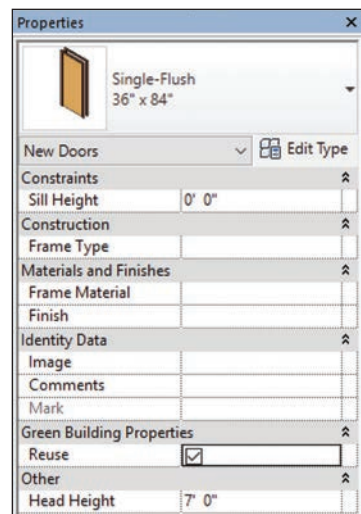 Properties
Single-Flush
36" x 84"
New Doors
Edit Type
Constraints
Sill Height 0' 0"
Construction
Frame Type
Materials and Finishes
Frame Material
Finish
Identity Data
Image
Comments
Mark
Green Building Properties
Reuse
Other
Head Height 7' 0"